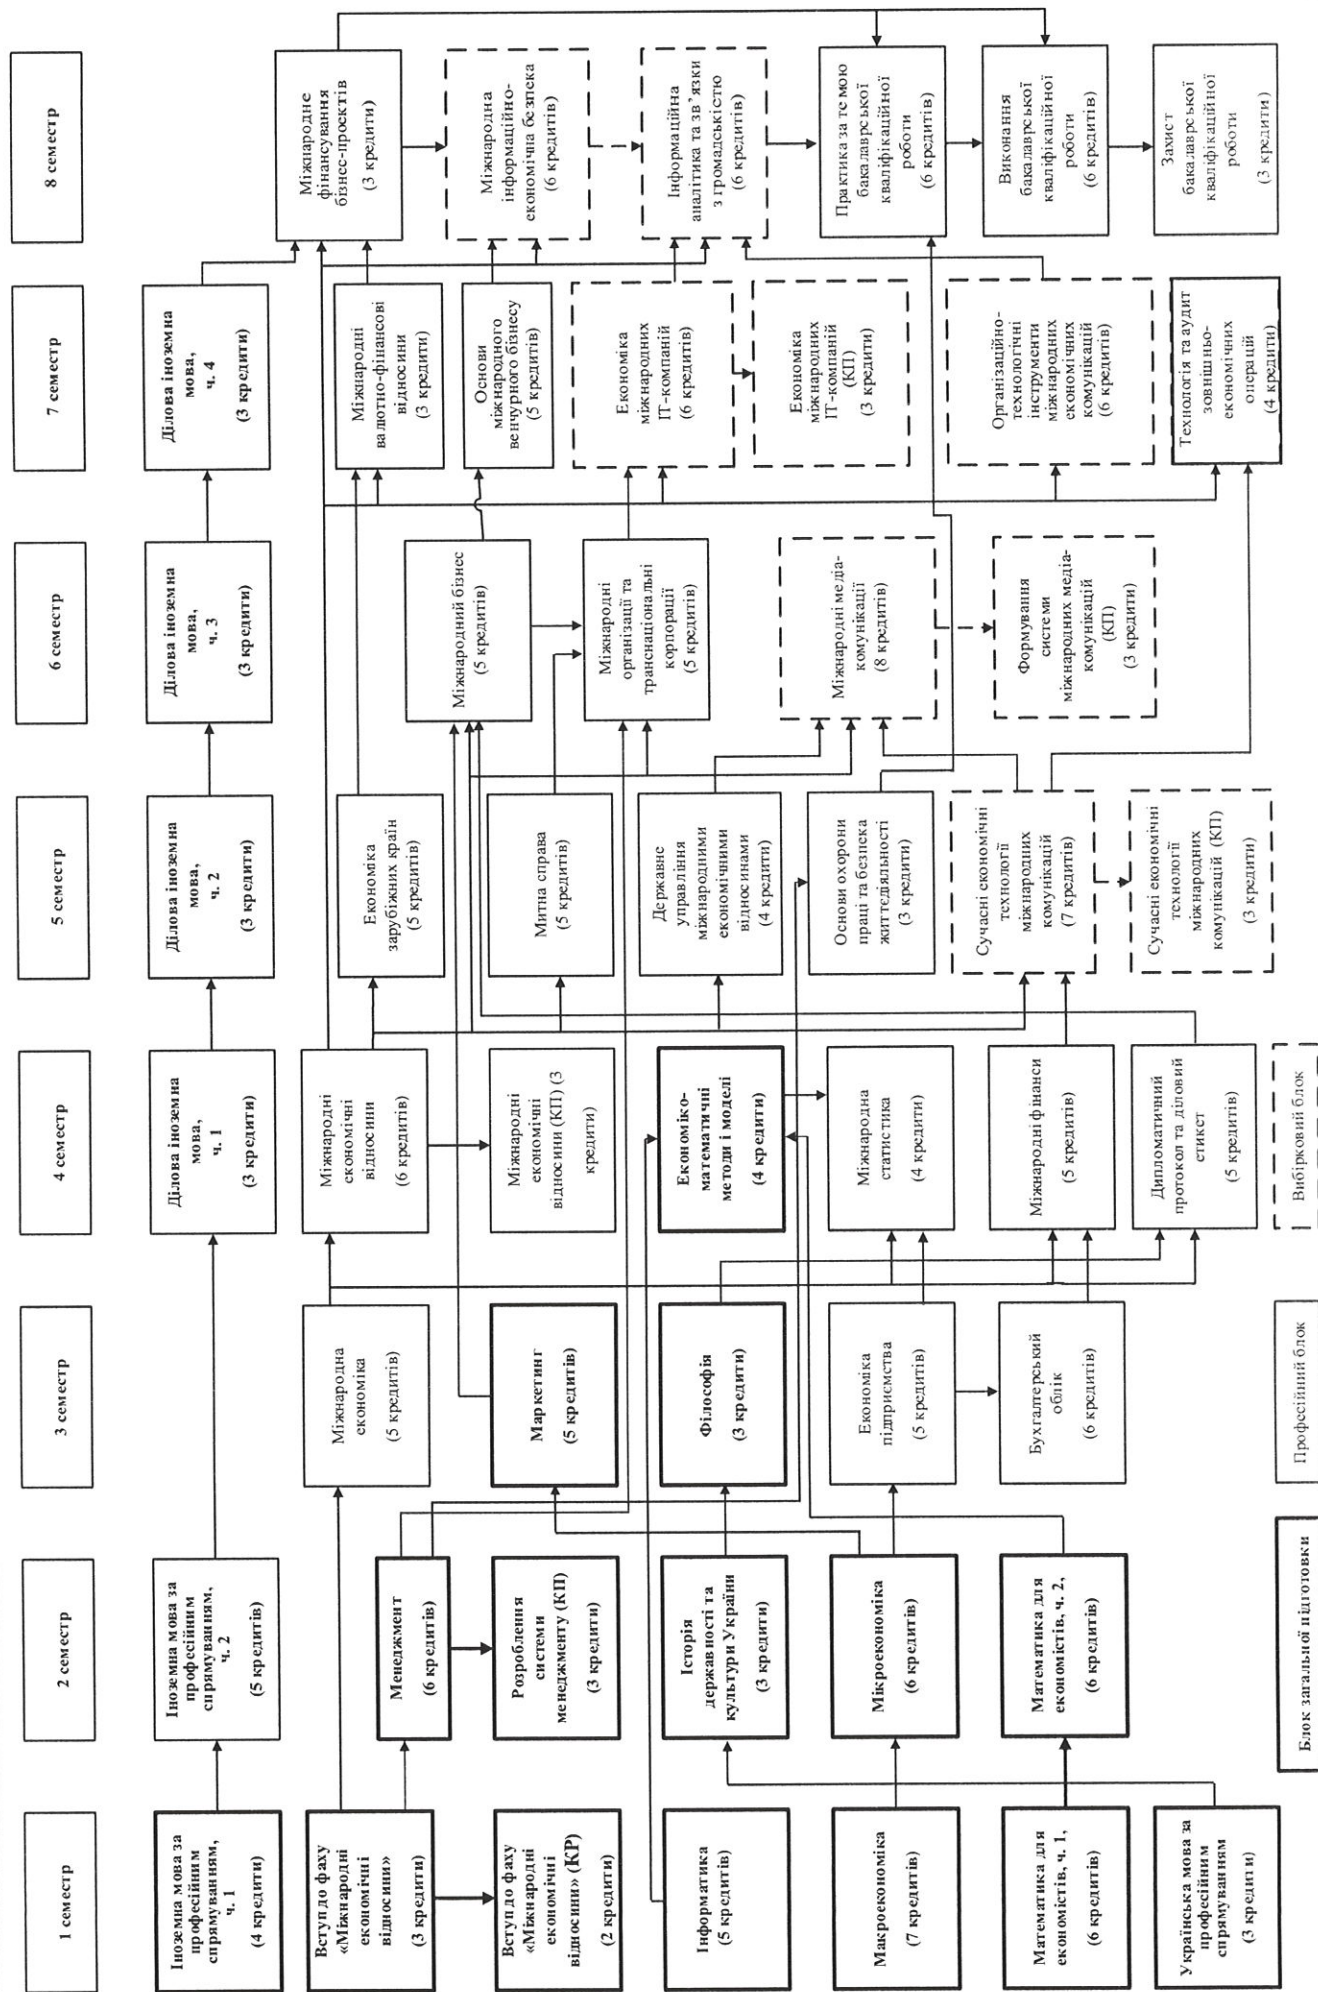 1 семестр
2 семестр
3 семестр
4 семестр
5 семестр
6 семестр
7 семестр
8 семестр
Іноземна мова за
професійним
спрямуванням,
ч. 1
(4 кредити)
Вступ до фаху
«Міжнародні
економічні
відносини»
(3 кредити)
Вступ до фаху
«Міжнародні
економічні
відносини» (КР)
(2 кредити)
Інформатика
(5 кредитів)
Макроекономіка
(7 кредитів)
Математика для
економістів, ч. 1,
(6 кредитів)
Українська мова за
професійним
спрямуванням
(3 кредити)
Іноземна мова за
професійним
спрямуванням,
ч. 2
(5 кредитів)
Менеджмент
(6 кредитів)
Розроблення
системи
менеджменту (КП)
(3 кредити)
Історія
державності та
культури України
(3 кредити)
Мікроекономіка
(6 кредитів)
Математика для
економістів, ч. 2,
(6 кредитів)
Міжнародна
економіка
(5 кредитів)
Маркетинг
(5 кредитів)
Філософія
(3 кредити)
Економіка
підприємства
(5 кредитів)
Бухгалтерський
облік
(6 кредитів)
Ділова іноземна
мова,
ч. 1
(3 кредити)
Міжнародні
економічні
відносини
(6 кредитів)
Міжнародні
економічні
відносини (КП) (3
кредити)
Економіко-
математичні
методи і моделі
(4 кредити)
Міжнародна
статистика
(4 кредити)
Міжнародні фінанси
(5 кредитів)
Дипломатичний
протокол та діловий
етикет
(5 кредитів)
Ділова іноземна
мова,
ч. 2
(3 кредити)
Економіка
зарубіжних країн
(5 кредитів)
Митна справа
(5 кредитів)
Державне
управління
міжнародними
економічними
відносинами
(4 кредити)
Основи охорони
праці та безпека
життєдіяльності
(3 кредити)
Сучасні економічні
технології
міжнародних
комунікацій
(7 кредитів)
Сучасні економічні
технології
міжнародних
комунікацій (КП)
(3 кредити)
Ділова іноземна
мова,
ч. 3
(3 кредити)
Міжнародний бізнес
(5 кредитів)
Міжнародні
організації та
транснаціональні
корпорації
(5 кредитів)
Міжнародні медіа-
комунікації
(8 кредитів)
Формування
системи
міжнародних медіа-
комунікацій
(КП)
(3 кредити)
Ділова іноземна
мова,
ч. 4
(3 кредити)
Міжнародні
валютно-фінансові
відносини
(3 кредити)
Основи
міжнародного
венчурного бізнесу
(5 кредитів)
Економіка
міжнародних
ІТ-компаній
(6 кредитів)
Економіка
міжнародних
ІТ-компаній
(КП)
(3 кредити)
Організаційно-
технологічні
інструменти
міжнародних
економічних
комунікацій
(6 кредитів)
Технологія та аудит
зовнішньо-
економічних
операцій
(4 кредити)
Міжнародне
фінансування
бізнес-проектів
(3 кредити)
Міжнародна
інформаційно-
економічна безпека
(6 кредитів)
Інформаційна
аналітика та зв’язки
з громадськістю
(6 кредитів)
Практика за темою
бакалаврської
кваліфікаційної
роботи
(6 кредитів)
Виконання
бакалаврської
кваліфікаційної
роботи
(6 кредитів)
Захист
бакалаврської
кваліфікаційної
роботи
(3 кредити)
Блок загальної підготовки
Професійний блок
Вибірковий блок